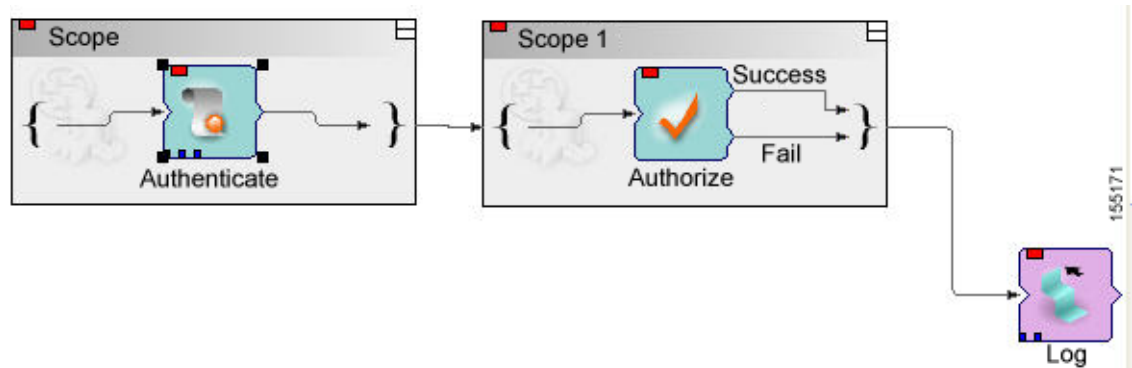 Scope
Authenticate
Scope 1
Success
Fail
Authorize
155171
Log